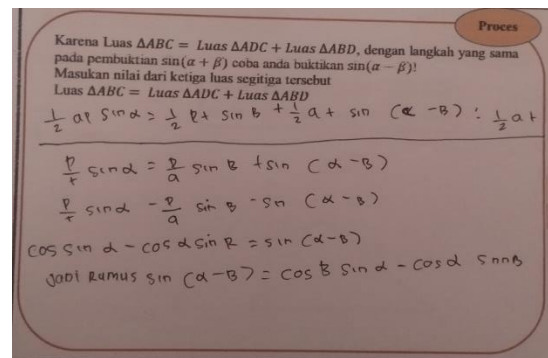 Proces
Karena Luas ΔABC = Luas ΔADC + Luas ΔABD, dengan langkah yang sama
pada pembuktian sin(α + β) coba anda buktikan sin(α − β)!
Masukan nilai dari ketiga luas segitiga tersebut
Luas ΔABC = Luas ΔADC + Luas ΔABD
1/2 ap sin α = 1/2 pt sin B + 1/2 at sin (α - B) : 1/2 at
p/t sin α = p/a sin B + sin (α - B)
p/t sin α - p/a sin B - sn (α - B)
cos sin α - cos α sin B = sin (α - B)
Jadi Rumus sin (α - B) = cos B sin α - cos α snnB